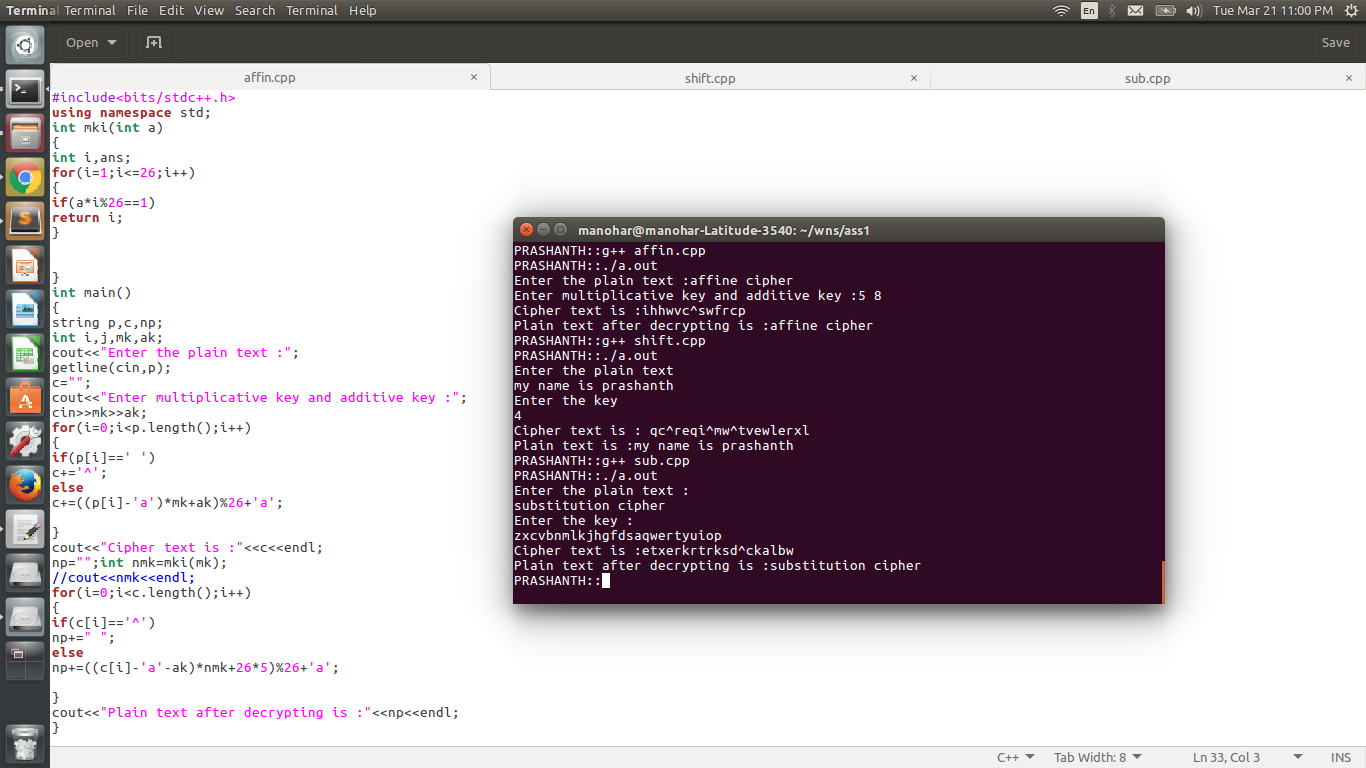 Terminal Terminal File Edit View Search Terminal Help En Tue Mar 21 11:00 PM
Open Save
affin.cpp × shift.cpp × sub.cpp ×
#include<bits/stdc++.h>
using namespace std;
int mki(int a)
{
int i,ans;
for(i=1;i<=26;i++)
{
if(a*i%26==1)
return i;
}
}
int main()
{
string p,c,np;
int i,j,mk,ak;
cout<<"Enter the plain text :";
getline(cin,p);
c="";
cout<<"Enter multiplicative key and additive key :";
cin>>mk>>ak;
for(i=0;i<p.length();i++)
{
if(p[i]==' ')
c+='^';
else
c+=((p[i]-'a')*mk+ak)%26+'a';
}
cout<<"Cipher text is :"<<c<<endl;
np="";int nmk=mki(mk);
//cout<<nmk<<endl;
for(i=0;i<c.length();i++)
{
if(c[i]=='^')
np+=" ";
else
np+=((c[i]-'a'-ak)*nmk+26*5)%26+'a';
}
cout<<"Plain text after decrypting is :"<<np<<endl;
}
manohar@manohar-Latitude-3540: ~/wns/ass1
PRASHANTH::g++ affin.cpp
PRASHANTH::./a.out
Enter the plain text :affine cipher
Enter multiplicative key and additive key :5 8
Cipher text is :ihhwvc^swfrcp
Plain text after decrypting is :affine cipher
PRASHANTH::g++ shift.cpp
PRASHANTH::./a.out
Enter the plain text
my name is prashanth
Enter the key
4
Cipher text is : qc^reqi^mw^tvewlerxl
Plain text is :my name is prashanth
PRASHANTH::g++ sub.cpp
PRASHANTH::./a.out
Enter the plain text :
substitution cipher
Enter the key :
zxcvbnmlkjhgfdsaqwertyuiop
Cipher text is :etxerkrtrksd^ckalbw
Plain text after decrypting is :substitution cipher
PRASHANTH::
C++ Tab Width: 8 Ln 33, Col 3 INS